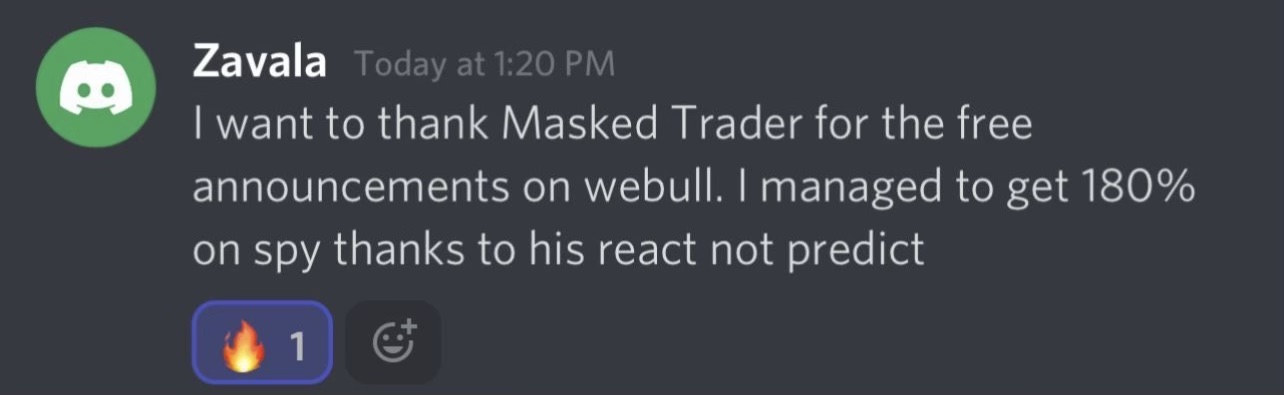 Zavala Today at 1:20 PM
I want to thank Masked Trader for the free
announcements on webull. I managed to get 180%
on spy thanks to his react not predict
🔥 1